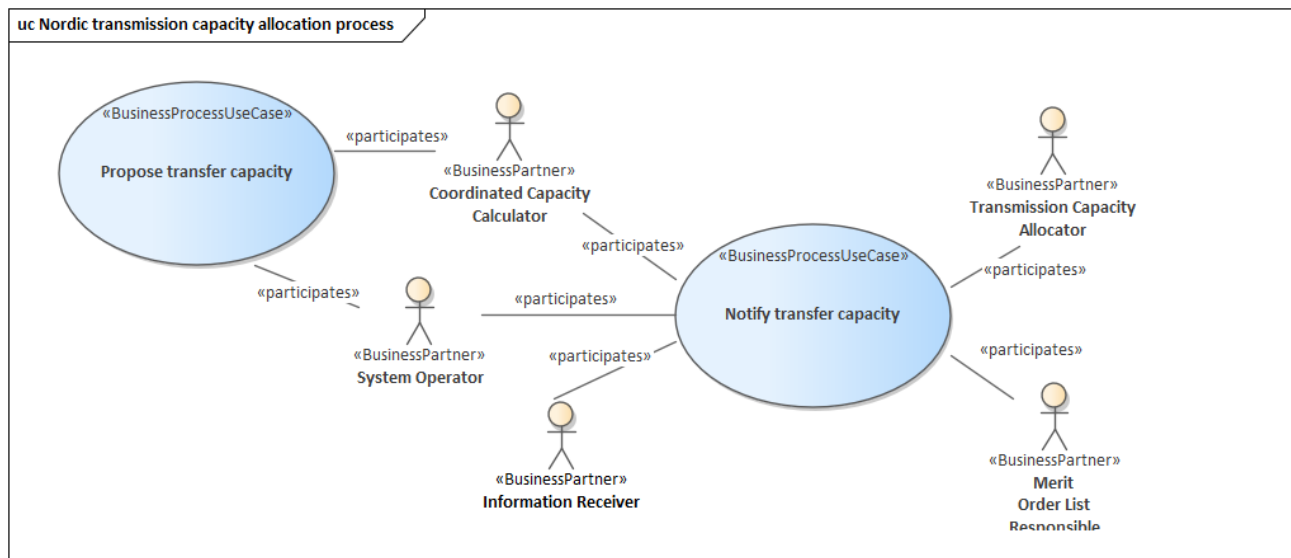 uc Nordic transmission capacity allocation process
«BusinessProcessUseCase»
Propose transfer capacity
«participates»
«BusinessPartner»
Coordinated Capacity
Calculator
«participates»
«participates»
«BusinessPartner»
System Operator
«participates»
«BusinessProcessUseCase»
Notify transfer capacity
«participates»
«BusinessPartner»
Information Receiver
«BusinessPartner»
Transmission Capacity
Allocator
«participates»
«participates»
«BusinessPartner»
Merit
Order List
Responsible